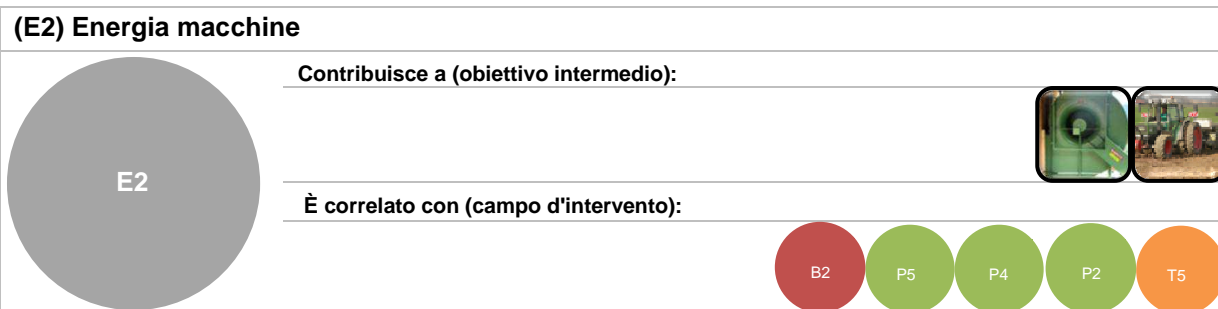 (E2) Energia macchine
Contribuisce a (obiettivo intermedio):
E2
È correlato con (campo d'intervento):
B2 P5 P4 P2 T5